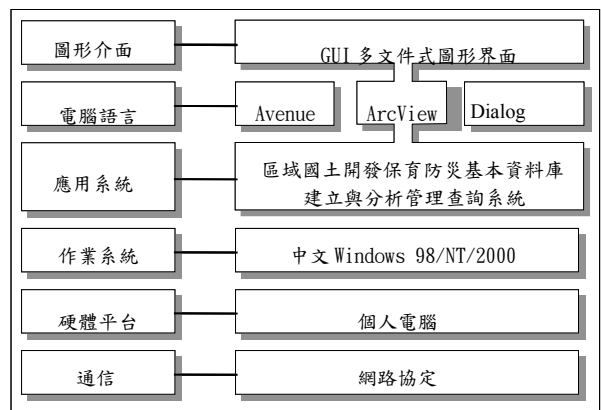 圖形介面
GUI 多文件式圖形界面
電腦語言
Avenue
ArcView
Dialog
應用系統
區域國土開發保育防災基本資料庫
建立與分析管理查詢系統
作業系統
中文 Windows 98/NT/2000
硬體平台
個人電腦
通信
網路協定